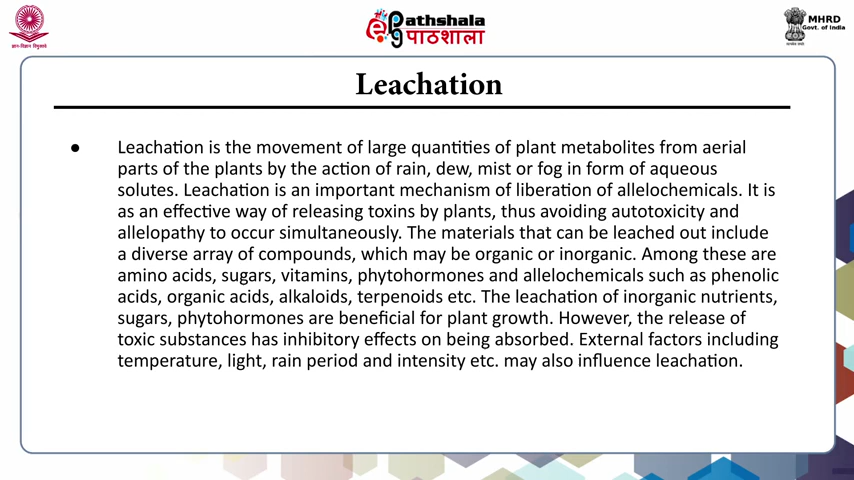 ज्ञान-विज्ञान विमुक्तये
ePathshala
पाठशाला
MHRD
Govt. of India
Leachation
● Leachation is the movement of large quantities of plant metabolites from aerial
parts of the plants by the action of rain, dew, mist or fog in form of aqueous
solutes. Leachation is an important mechanism of liberation of allelochemicals. It is
as an effective way of releasing toxins by plants, thus avoiding autotoxicity and
allelopathy to occur simultaneously. The materials that can be leached out include
a diverse array of compounds, which may be organic or inorganic. Among these are
amino acids, sugars, vitamins, phytohormones and allelochemicals such as phenolic
acids, organic acids, alkaloids, terpenoids etc. The leachation of inorganic nutrients,
sugars, phytohormones are beneficial for plant growth. However, the release of
toxic substances has inhibitory effects on being absorbed. External factors including
temperature, light, rain period and intensity etc. may also influence leachation.